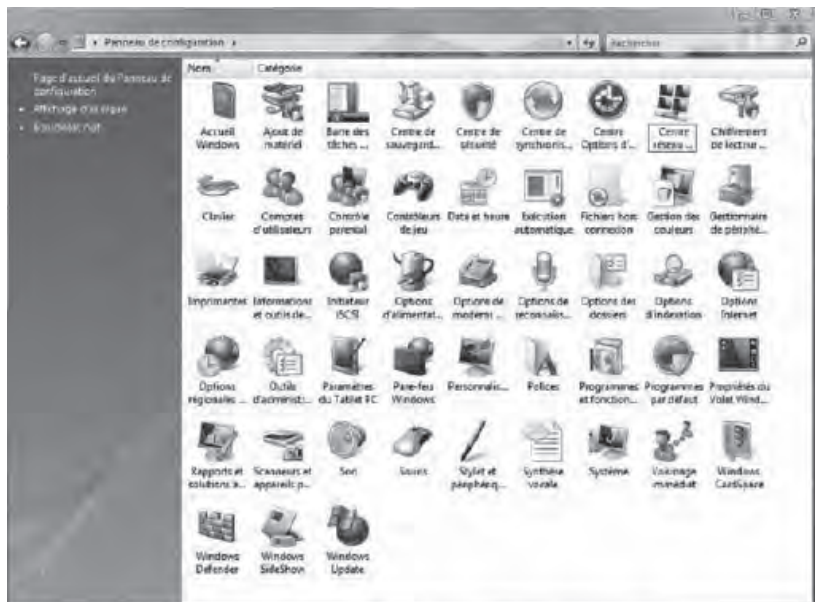 Panneau de configuration
Rechercher
Page d'accueil du Panneau de
configuration
Affichage classique
Nom
Catégorie
Accueil
Windows
Ajout de
matériel
Barre des
tâches ...
Centre de
sauvegard...
Centre de
sécurité
Centre de
synchronis...
Centre
Options d'...
Centre
réseau ...
Chiffrement
de lecteur ...
Clavier
Comptes
d'utilisateurs
Contrôle
parental
Contrôleurs
de jeu
Date et heure
Exécution
automatique
Fichiers hors
connexion
Gestion des
couleurs
Gestionnaire
de périphé...
Imprimantes
Informations
et outils de...
Initiateur
iSCSI
Options
d'alimentat...
Options de
modems ...
Options de
reconnais...
Options des
dossiers
Options
d'indexation
Options
Internet
Options
régionales ...
Outils
d'administ...
Paramètres
du Tablet PC
Pare-feu
Windows
Personnalis...
Polices
Programmes
et fonction...
Programmes
par défaut
Propriétés du
Volet Wind...
Rapports et
solutions à...
Scanneurs et
appareils p...
Son
Souris
Stylet et
périphériq...
Synthèse
vocale
Système
Voisinage
immédiat
Windows
CardSpace
Windows
Defender
Windows
SideShow
Windows
Update